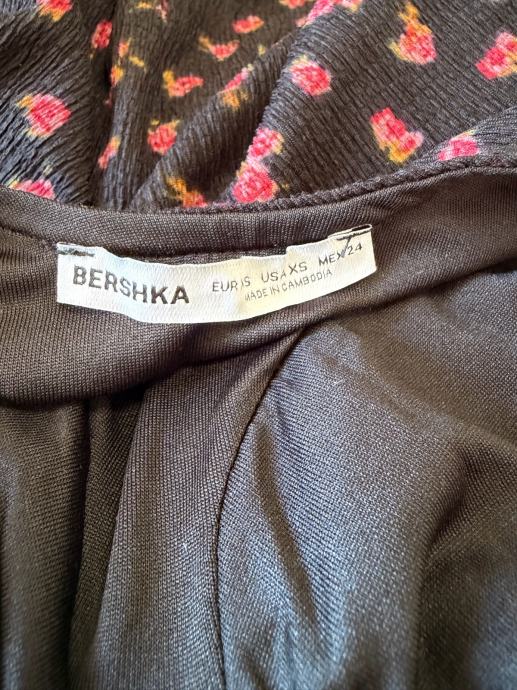 BERSHKA
EUR S USA XS MEX 24
MADE IN CAMBODIA